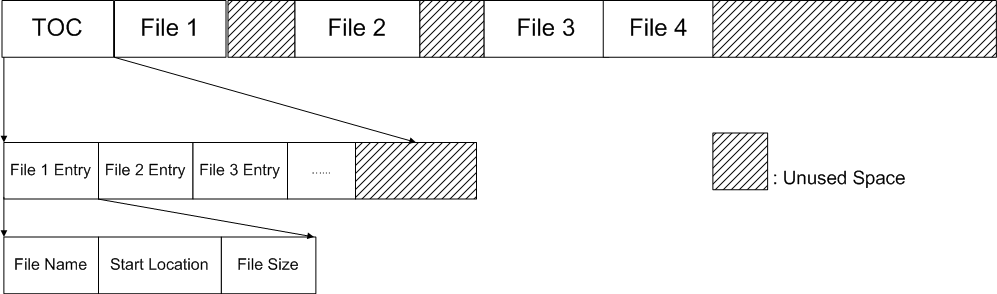 TOC
File 1
File 2
File 3
File 4
File 1 Entry
File 2 Entry
File 3 Entry
......
: Unused Space
File Name
Start Location
File Size